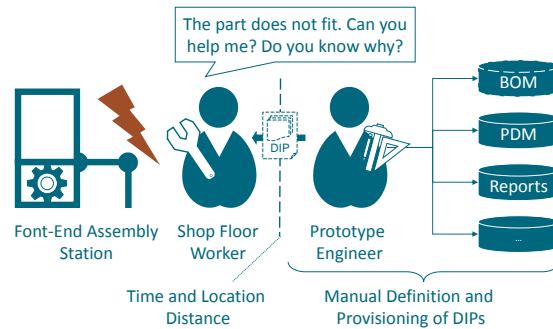 The part does not fit. Can you
help me? Do you know why?
BOM
PDM
Reports
...
DIP
Font-End Assembly
Station
Shop Floor
Worker
Prototype
Engineer
Time and Location
Distance
Manual Definition and
Provisioning of DIPs